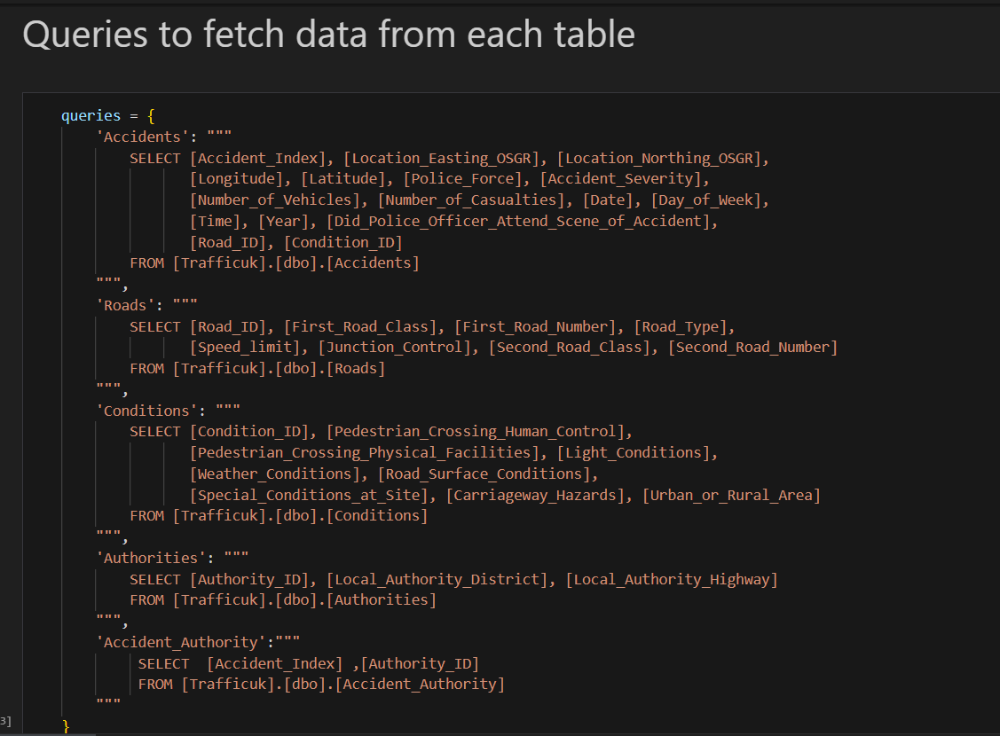 Queries to fetch data from each table
queries = {
'Accidents': """
SELECT [Accident_Index], [Location_Easting_OSGR], [Location_Northing_OSGR],
[Longitude], [Latitude], [Police_Force], [Accident_Severity],
[Number_of_Vehicles], [Number_of_Casualties], [Date], [Day_of_Week],
[Time], [Year], [Did_Police_Officer_Attend_Scene_of_Accident],
[Road_ID], [Condition_ID]
FROM [Trafficuk].[dbo].[Accidents]
""",
'Roads': """
SELECT [Road_ID], [First_Road_Class], [First_Road_Number], [Road_Type],
[Speed_limit], [Junction_Control], [Second_Road_Class], [Second_Road_Number]
FROM [Trafficuk].[dbo].[Roads]
""",
'Conditions': """
SELECT [Condition_ID], [Pedestrian_Crossing_Human_Control],
[Pedestrian_Crossing_Physical_Facilities], [Light_Conditions],
[Weather_Conditions], [Road_Surface_Conditions],
[Special_Conditions_at_Site], [Carriageway_Hazards], [Urban_or_Rural_Area]
FROM [Trafficuk].[dbo].[Conditions]
""",
'Authorities': """
SELECT [Authority_ID], [Local_Authority_District], [Local_Authority_Highway]
FROM [Trafficuk].[dbo].[Authorities]
""",
'Accident_Authority':"""
SELECT  [Accident_Index] ,[Authority_ID]
FROM [Trafficuk].[dbo].[Accident_Authority]
"""
3]
}